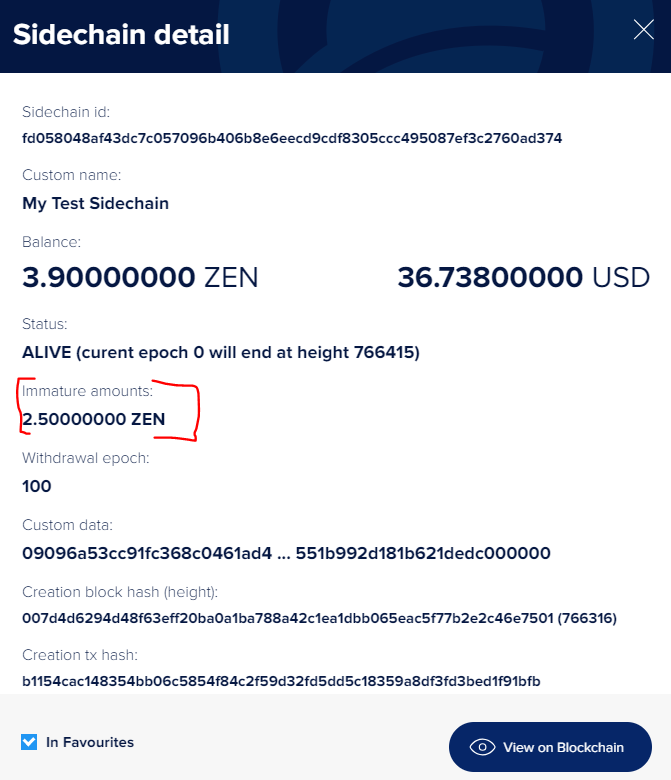 Sidechain detail
Sidechain id:
fd058048af43dc7c057096b406b8e6eecd9cdf8305ccc495087ef3c2760ad374
Custom name:
My Test Sidechain
Balance:
3.90000000 ZEN 36.73800000 USD
Status:
ALIVE (curent epoch 0 will end at height 766415)
Immature amounts:
2.50000000 ZEN
Withdrawal epoch:
100
Custom data:
09096a53cc91fc368c0461ad4 ... 551b992d181b621dedc000000
Creation block hash (height):
007d4d6294d48f63eff20ba0a1ba788a42c1ea1dbb065eac5f77b2e2c46e7501 (766316)
Creation tx hash:
b1154cac148354bb06c5854f84c2f59d32fd5dd5c18359a8df3fd3bed1f91bfb
In Favourites
View on Blockchain